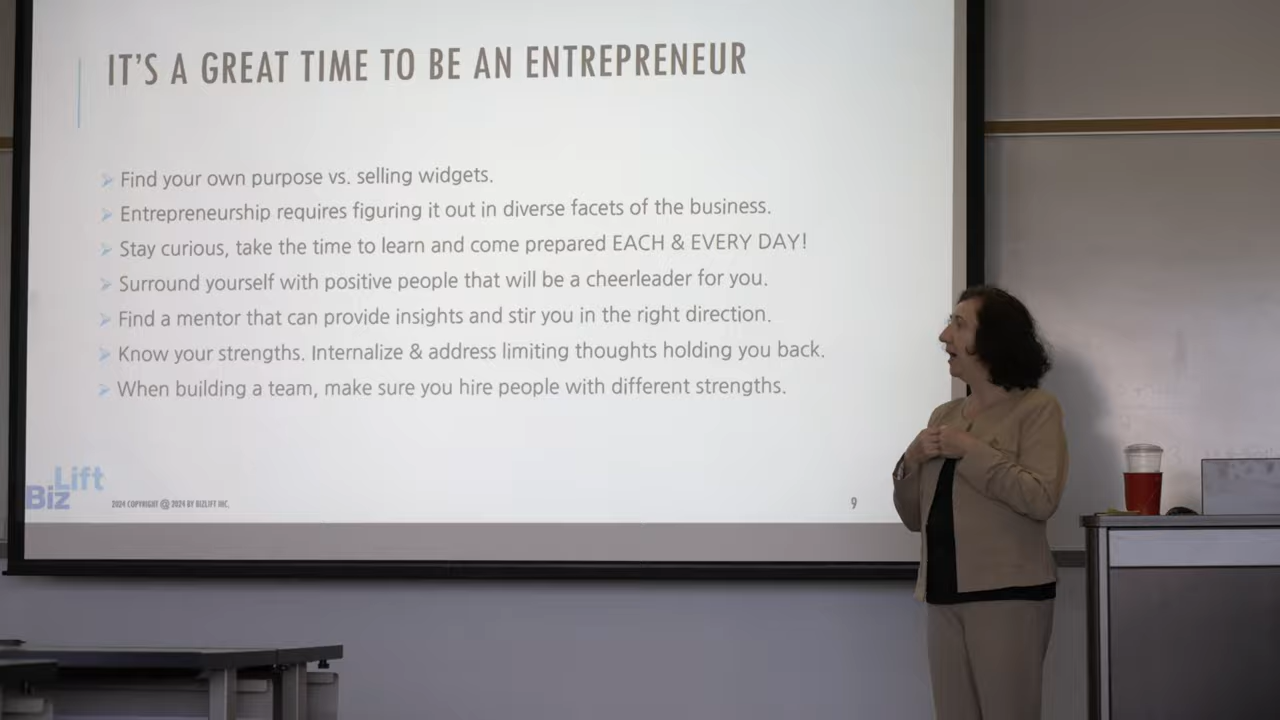 IT'S A GREAT TIME TO BE AN ENTREPRENEUR
Find your own purpose vs. selling widgets.
Entrepreneurship requires figuring it out in diverse facets of the business.
Stay curious, take the time to learn and come prepared EACH & EVERY DAY!
Surround yourself with positive people that will be a cheerleader for you.
Find a mentor that can provide insights and stir you in the right direction.
Know your strengths. Internalize & address limiting thoughts holding you back.
When building a team, make sure you hire people with different strengths.
Lift
Biz
2024 COPYRIGHT @ 2024 BY BIZLIFT INC.
9